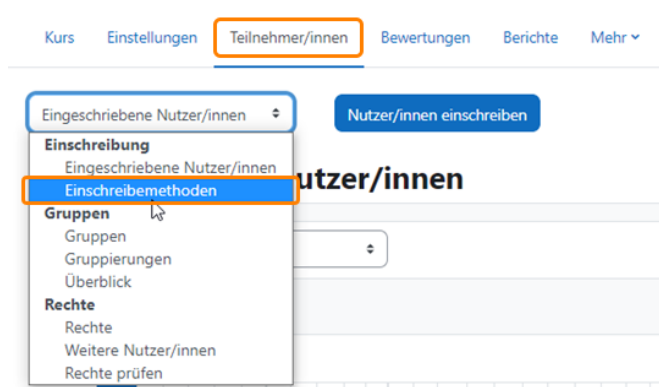 Kurs Einstellungen Teilnehmer/innen Bewertungen Berichte Mehr
Eingeschriebene Nutzer/innen Nutzer/innen einschreiben
Einschreibung
Eingeschriebene Nutzer/innen
Einschreibemethoden utzer/innen
Gruppen
Gruppen
Gruppierungen
Überblick
Rechte
Rechte
Weitere Nutzer/innen
Rechte prüfen